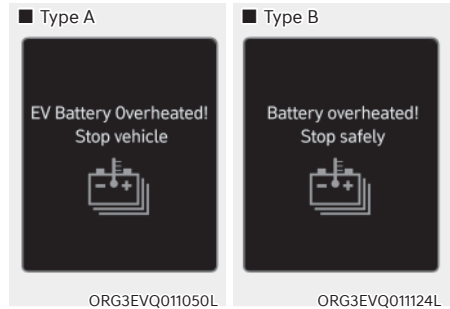 ■ Type A
EV Battery Overheated!
Stop vehicle
ORG3EVQ011050L
■ Type B
Battery overheated!
Stop safely
ORG3EVQ011124L